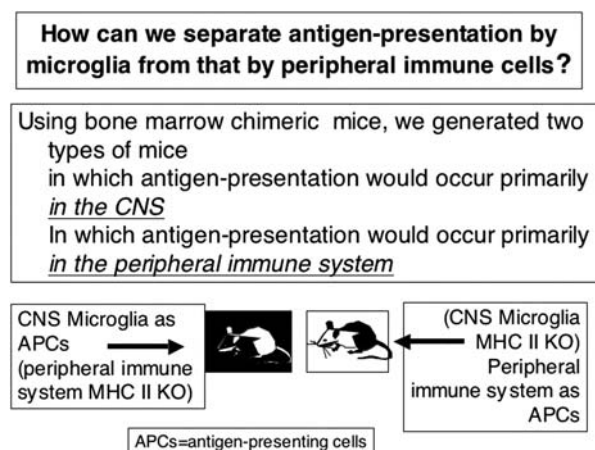 How can we separate antigen-presentation by
microglia from that by peripheral immune cells?
Using bone marrow chimeric mice, we generated two
types of mice
in which antigen-presentation would occur primarily
in the CNS
In which antigen-presentation would occur primarily
in the peripheral immune system
CNS Microglia as
APCs
(peripheral immune
system MHC II KO)
(CNS Microglia
MHC II KO)
Peripheral
immune system as
APCs
APCs=antigen-presenting cells